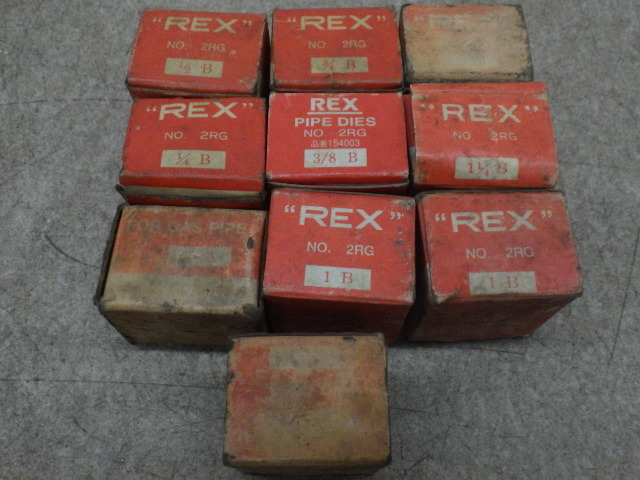 "REX"
NO. 2RG
1/2 B
"REX"
NO. 2RG
3/4 B
"REX"
NO. 2RG
B
REX
PIPE DIES
NO. 2RG
品番154003
3/8 B
"REX"
NO. 2RG
1 1/4 B
FOR GAS PIPE
"REX"
NO. 2RG
1 B
"REX"
NO. 2RG
1 B